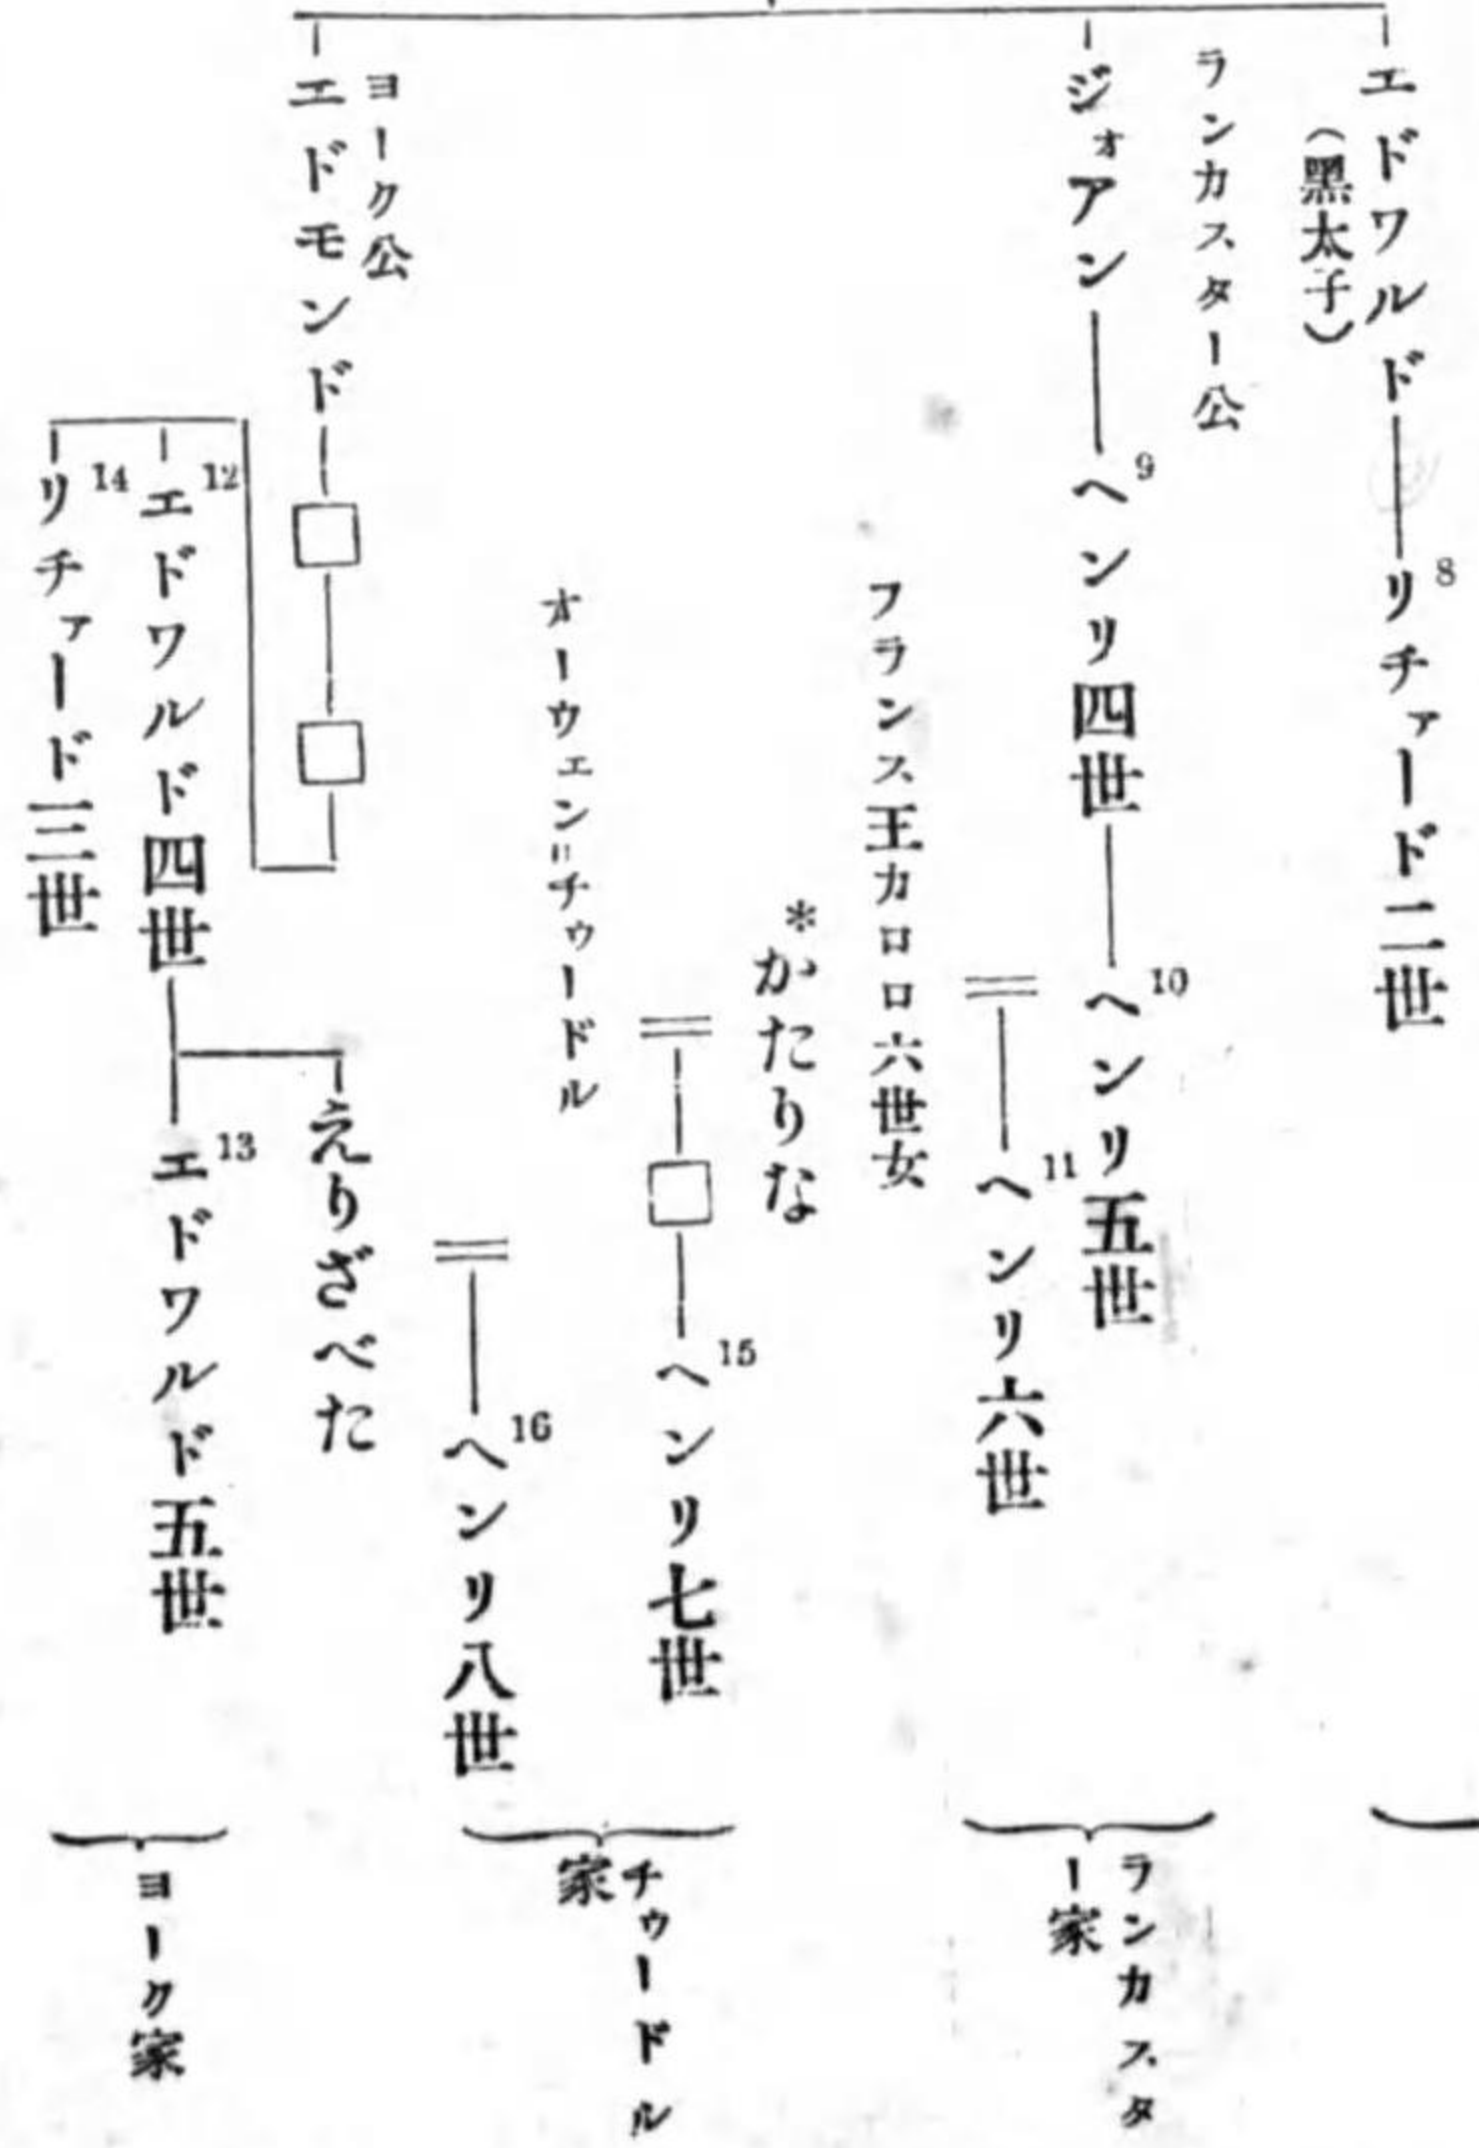 エドワルド
(黑太子)
8
リチァード二世
ランカスター公
ジォアン
9
ヘンリ四世
10
ヘンリ五世
11
ヘンリ六世
フランス王カロロ六世女
*かたりな
オーウェン=チゥードル
15
ヘンリ七世
16
ヘンリ八世
ヨーク公
エドモンド
えりざべた
12
エドワルド四世
13
エドワルド五世
14
リチァード三世
ランカスタ
ー家
チゥードル
家
ヨーク家